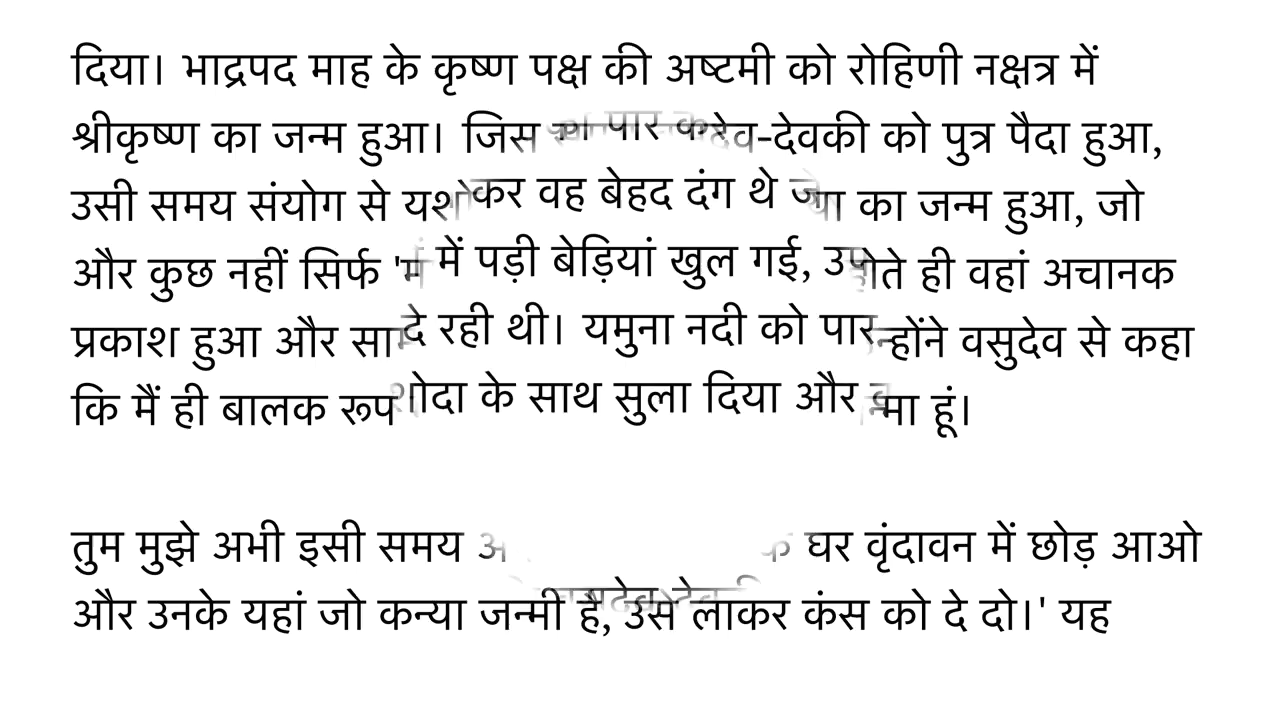 दिया। भाद्रपद माह के कृष्ण पक्ष की अष्टमी को रोहिणी नक्षत्र में
श्रीकृष्ण का जन्म हुआ। जिस पार को पुत्र पैदा हुआ,
उसी समय संयोग से कर वह बेहद दंग थे का जन्म हुआ, जो
और कुछ नहीं सिर्फ में पड़ी बेड़ियां खुल गई, ही वहां अचानक
प्रकाश हुआ और दे रही थी। यमुना नदी को पार वसुदेव से कहा
कि मैं ही बालक रूप के साथ सुला दिया और हूं।
तुम मुझे अभी इसी समय घर वृंदावन में छोड़ आओ
और उनके यहां जो कन्या जन्मी है, उसे लाकर कंस को दे दो।' यह